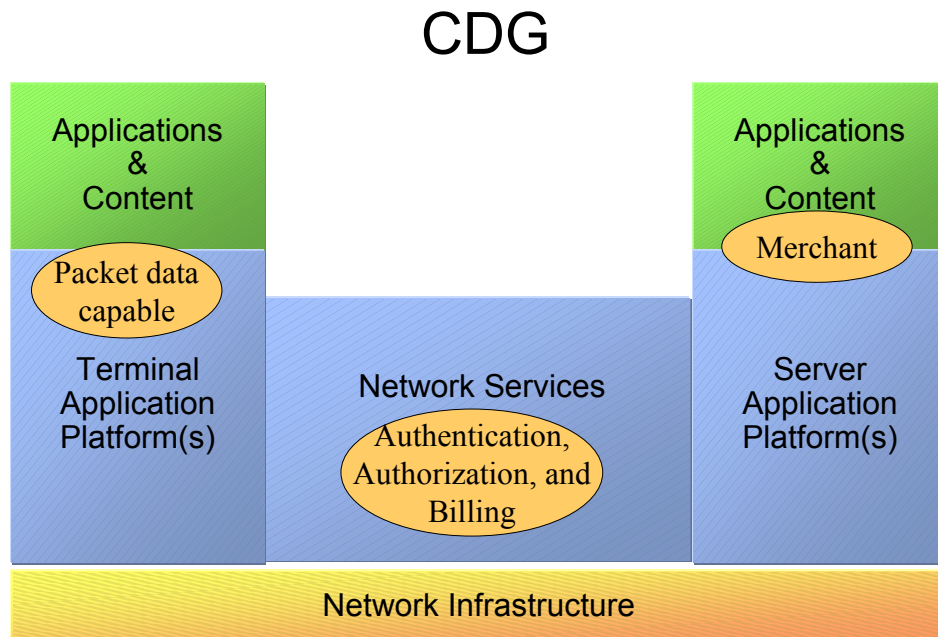 CDG
Applications
&
Content
Packet data
capable
Terminal
Application
Platform(s)
Network Services
Authentication,
Authorization, and
Billing
Applications
&
Content
Merchant
Server
Application
Platform(s)
Network Infrastructure